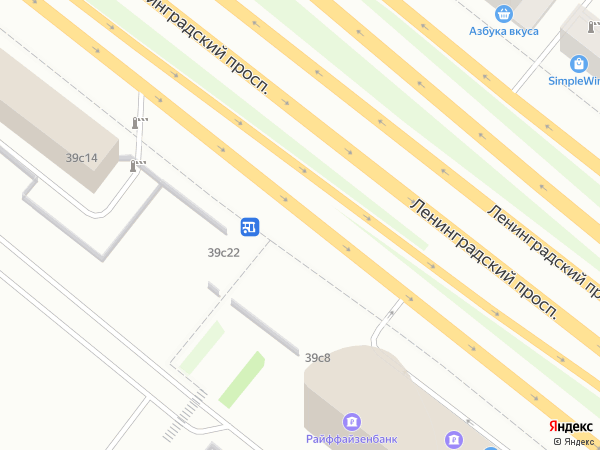 Ленинградский просп.
Азбука вкуса
SimpleWin
39с14
Ленинградский просп.
Ленинградский пр
39с22
39с8
Райффайзенбанк
Яндекс
© Яндекс